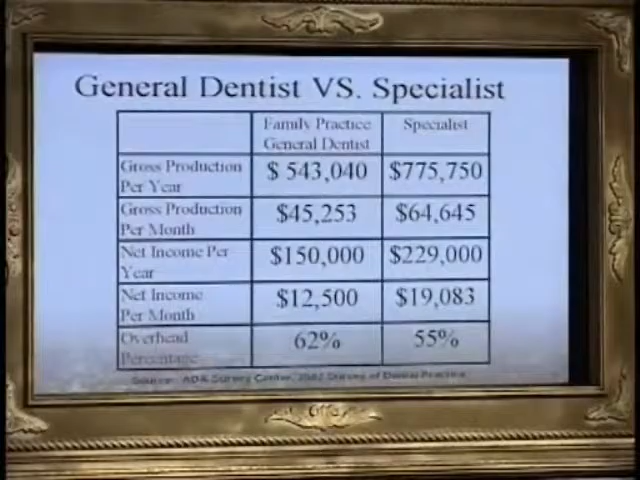 General Dentist VS. Specialist
Family Practice Specialist
General Dentist
Gross Production Per Year $ 543,040 $775,750
Gross Production Per Month $45,253 $64,645
Net Income Per Year $150,000 $229,000
Net Income Per Month $12,500 $19,083
Overhead Percentage 62% 55%
Source: ADA Survey Center, Survey of Dental Practice